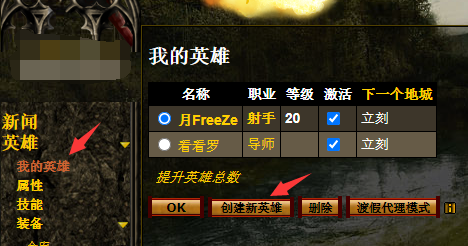 我的英雄
名称 职业 等级 激活 下一个地城
月FreeZe 射手 20 立刻
看看罗 导师 立刻
提升英雄总数
OK 创建新英雄 删除 渡假代理模式
新闻
英雄
我的英雄
属性
技能
装备